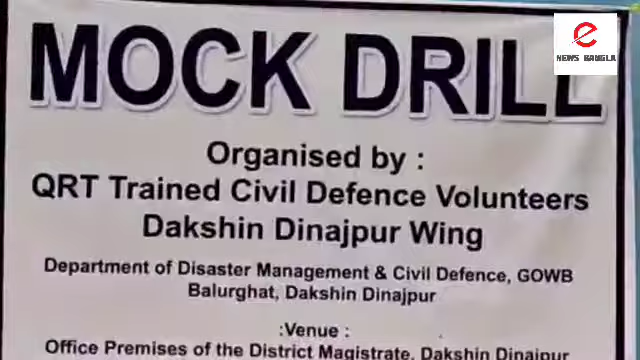 MOCK DRILL
e
NEWS BANGLA
Organised by :
QRT Trained Civil Defence Volunteers
Dakshin Dinajpur Wing
Department of Disaster Management & Civil Defence, GOWB
Balurghat, Dakshin Dinajpur
:Venue :
Office Premises of the District Magistrate, Dakshin Dinajpur